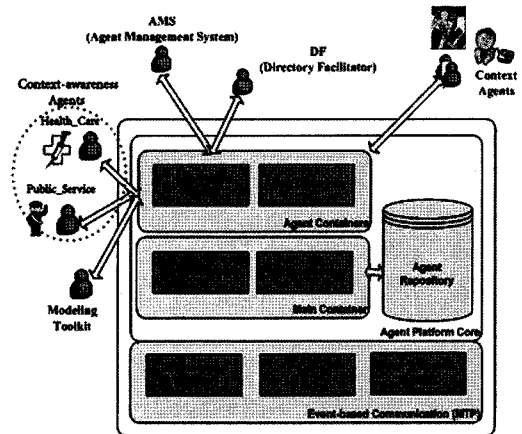 AMS
(Agent Management System)
DF
(Directory Facilitator)
Context
Agents
Context-awareness
Agents
Health_Care
Public_Service
Modeling
Toolkit
Agent Containers
Main Container
Agent
Repository
Agent Platform Core
Event-based Communication (MTP)